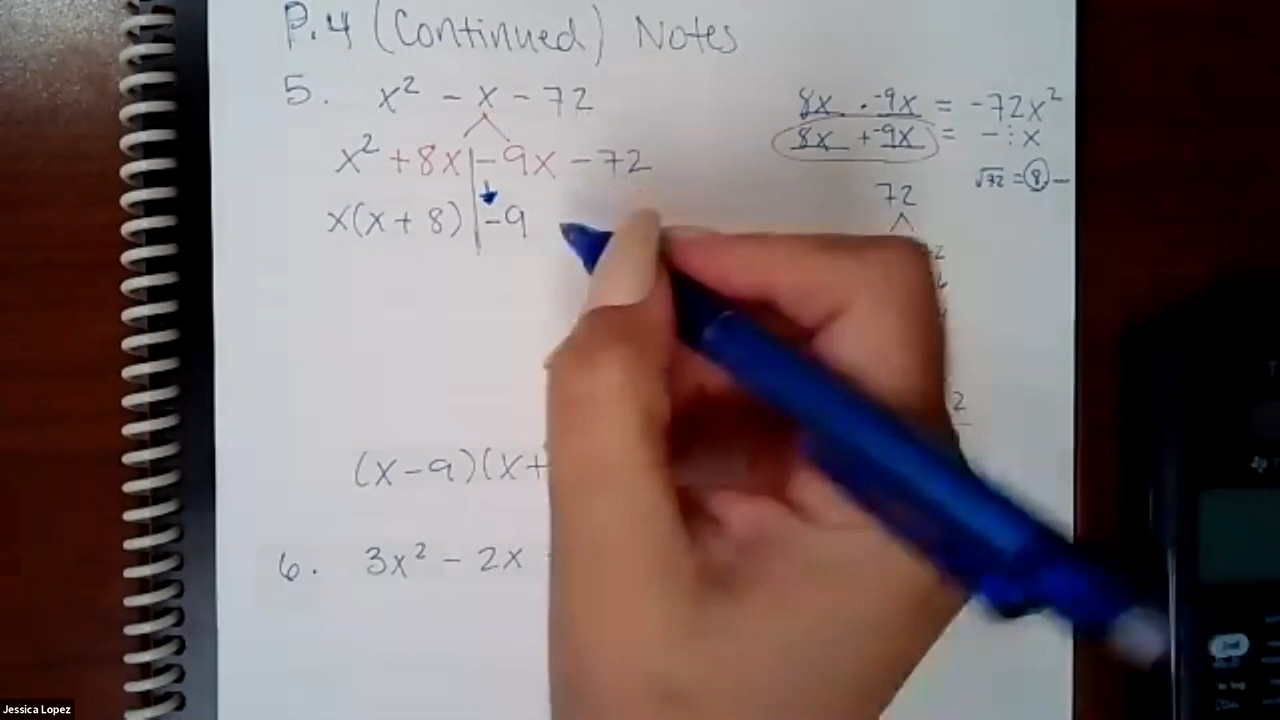 P.4 (Continued) Notes
5. x² - x - 72
x² + 8x | - 9x - 72
x(x + 8) | - 9
(x - 9)(x +
6. 3x² - 2x
8x · -9x = -72x²
8x + -9x = - : x
√72 = 8. -
72
2
Jessica Lopez